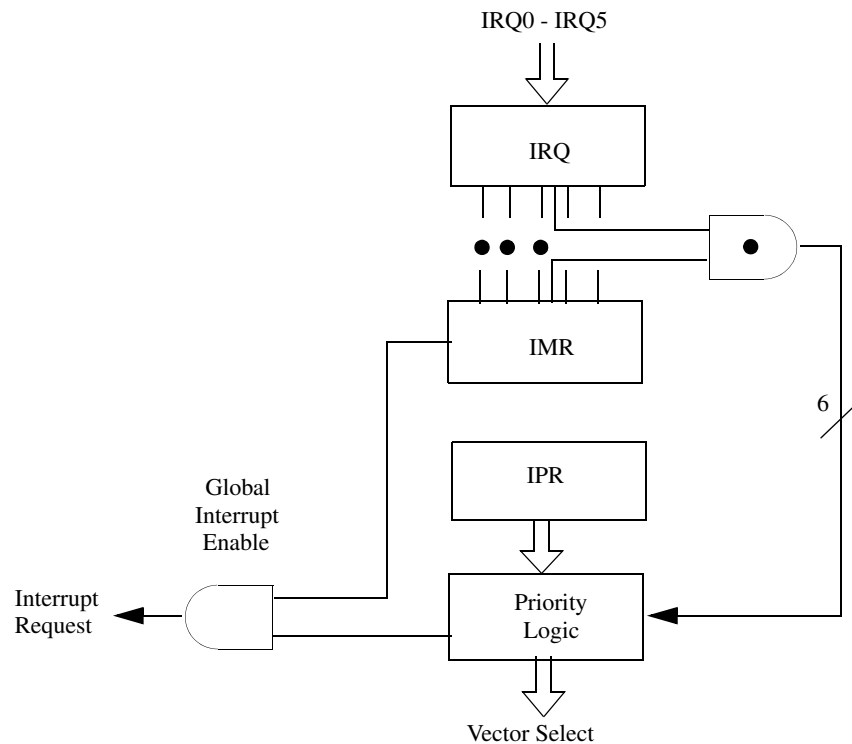 IRQ0 - IRQ5
IRQ
IMR
6
IPR
Global
Interrupt
Enable
Interrupt
Request
Priority
Logic
Vector Select